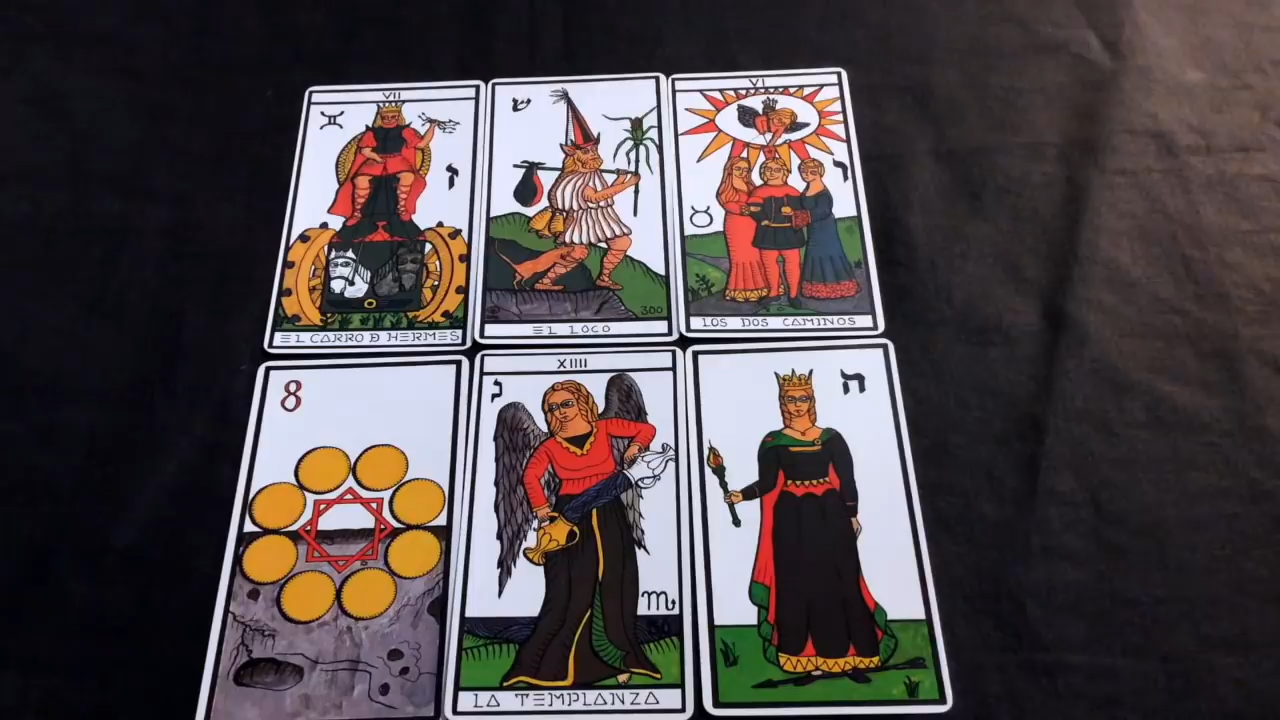 VII
ז
EL CARRO D HERMES
ש
300
EL LOCO
VI
ו
LOS DOS CAMINOS
8
XIIII
נ
LA TEMPLANZA
ה